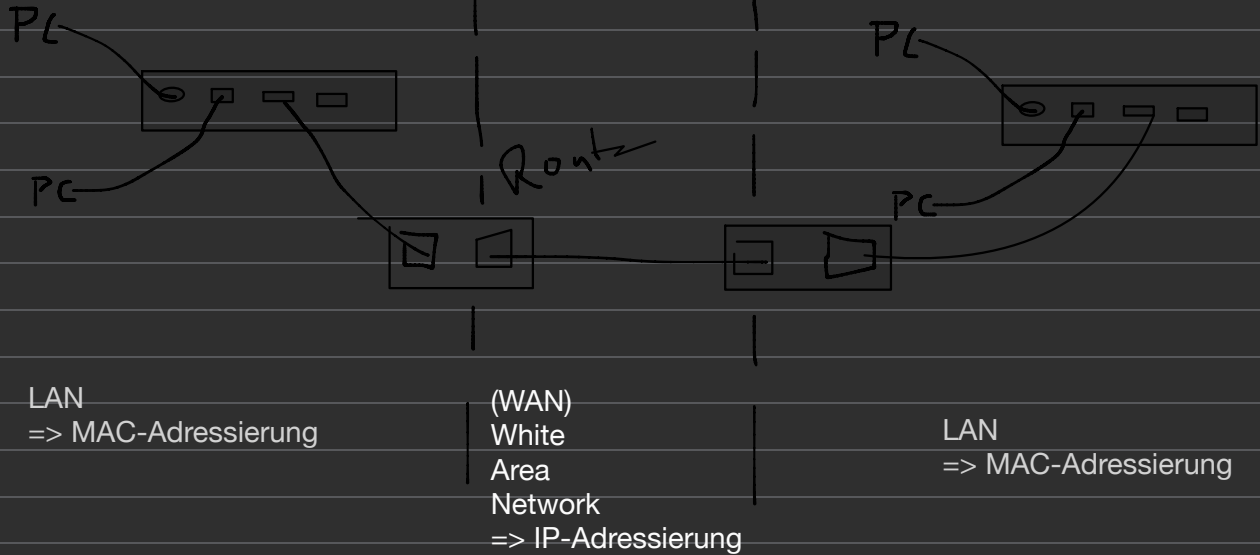 PC
PC
PC
Router
PC
LAN
=> MAC-Adressierung
(WAN)
White
Area
Network
=> IP-Adressierung
LAN
=> MAC-Adressierung